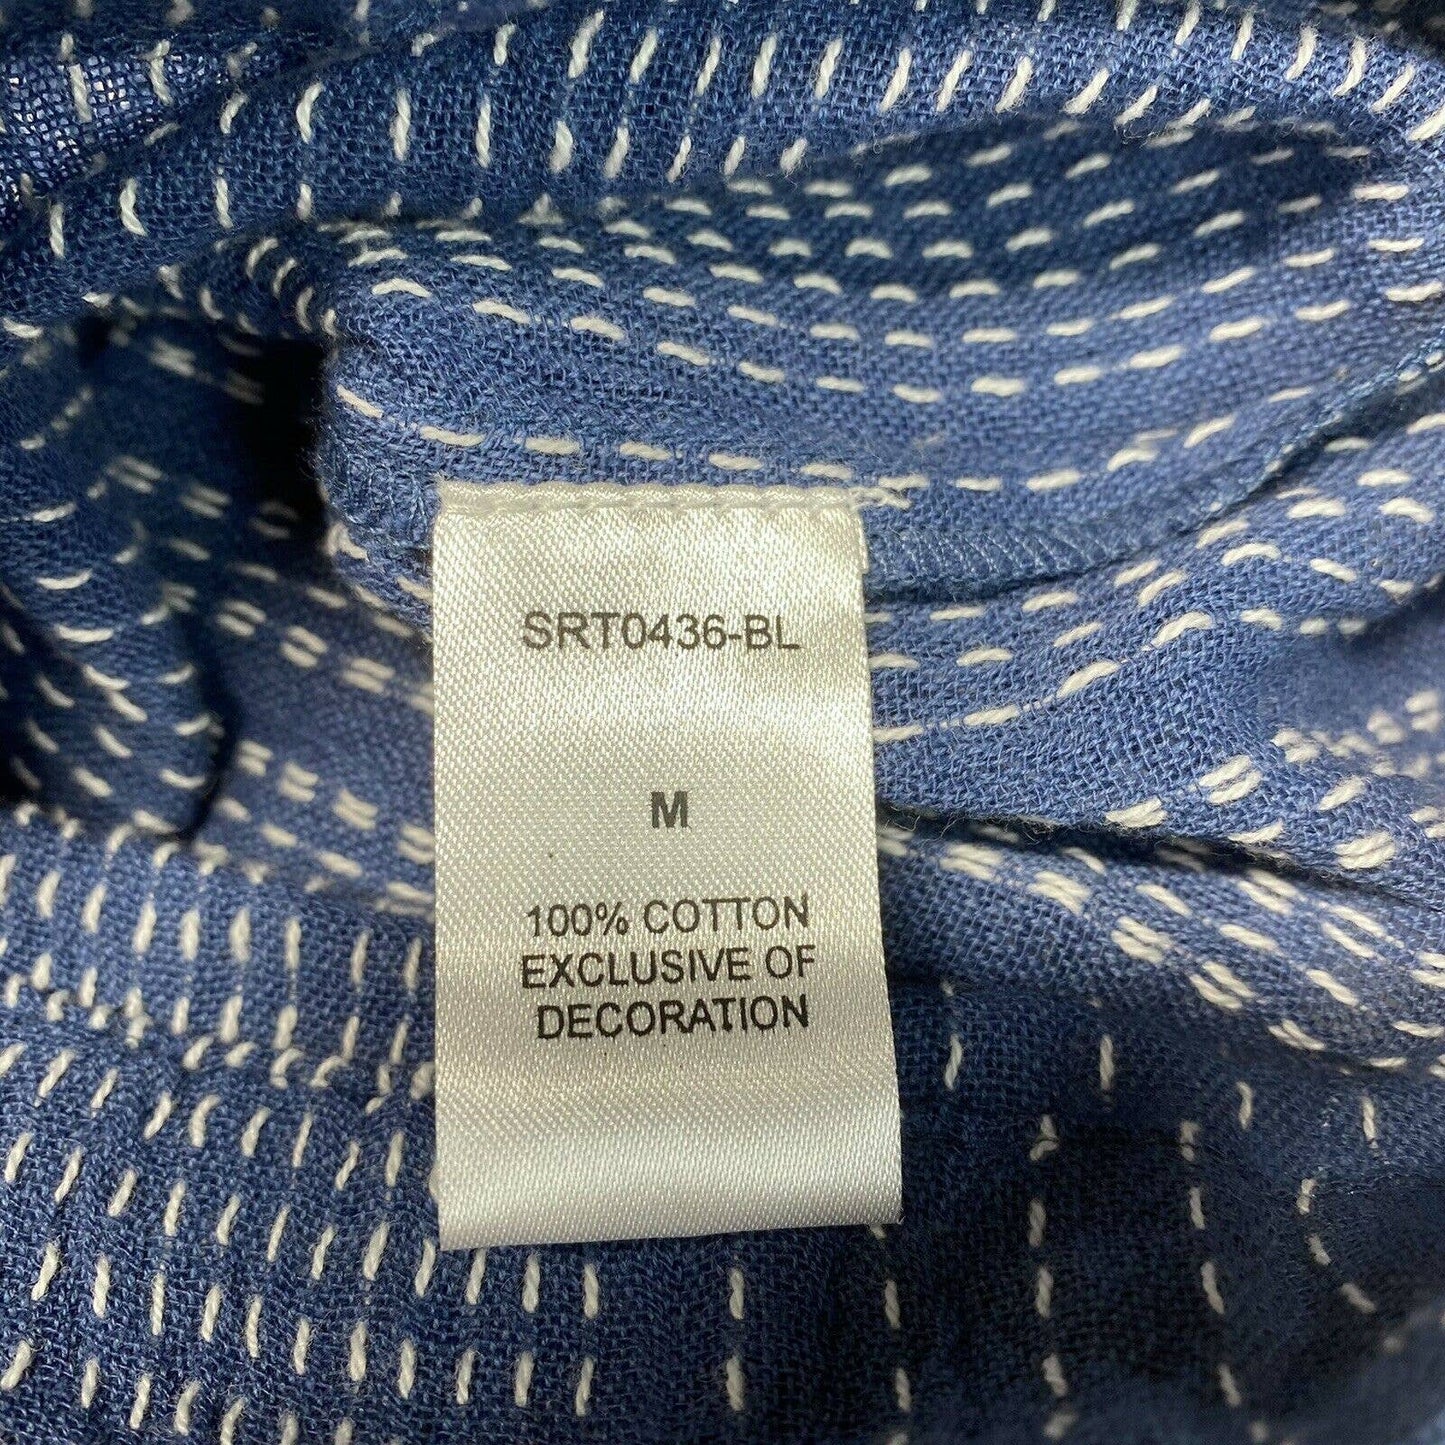 SRT0436-BL
M
100% COTTON
EXCLUSIVE OF
DECORATION